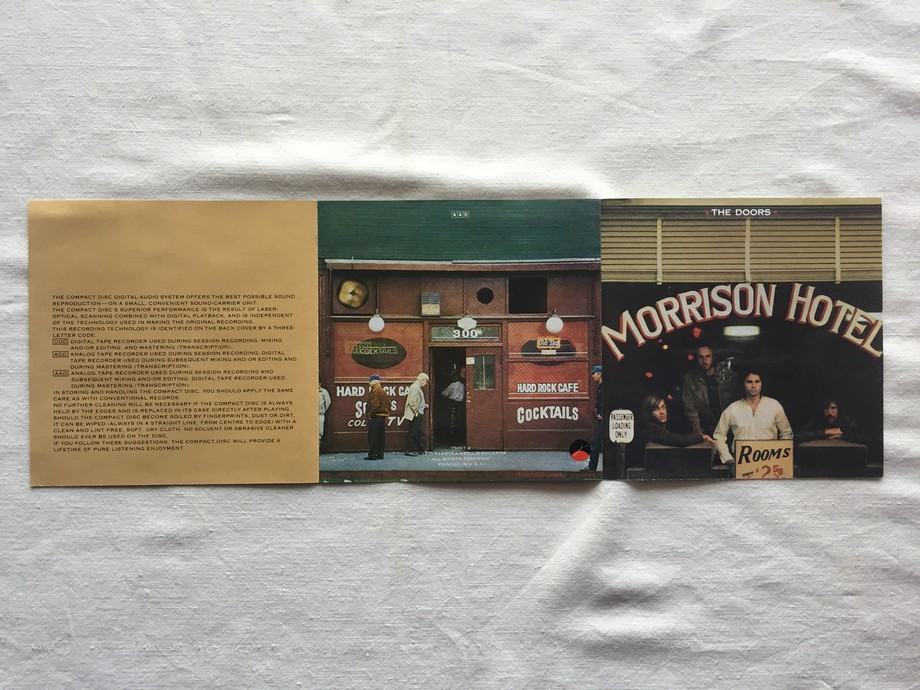 THE COMPACT DISC DIGITAL AUDIO SYSTEM OFFERS THE BEST POSSIBLE SOUND
REPRODUCTION—ON A SMALL, CONVENIENT SOUND-CARRIER UNIT.
THE COMPACT DISC'S SUPERIOR PERFORMANCE IS THE RESULT OF LASER-
OPTICAL SCANNING COMBINED WITH DIGITAL PLAYBACK, AND IS INDEPENDENT
OF THE TECHNOLOGY USED IN MAKING THE ORIGINAL RECORDING.
THIS RECORDING TECHNOLOGY IS IDENTIFIED ON THE BACK COVER BY A THREE-
LETTER CODE:
DDD DIGITAL TAPE RECORDER USED DURING SESSION RECORDING, MIXING
AND/OR EDITING, AND MASTERING (TRANSCRIPTION).
ADD ANALOG TAPE RECORDER USED DURING SESSION RECORDING; DIGITAL
TAPE RECORDER USED DURING SUBSEQUENT MIXING AND/OR EDITING AND
DURING MASTERING (TRANSCRIPTION).
AAD ANALOG TAPE RECORDER USED DURING SESSION RECORDING AND
SUBSEQUENT MIXING AND/OR EDITING; DIGITAL TAPE RECORDER USED
DURING MASTERING (TRANSCRIPTION).
IN STORING AND HANDLING THE COMPACT DISC, YOU SHOULD APPLY THE SAME
CARE AS WITH CONVENTIONAL RECORDS.
NO FURTHER CLEANING WILL BE NECESSARY IF THE COMPACT DISC IS ALWAYS
HELD BY THE EDGES AND IS REPLACED IN ITS CASE DIRECTLY AFTER PLAYING.
SHOULD THE COMPACT DISC BECOME SOILED BY FINGERPRINTS, DUST OR DIRT,
IT CAN BE WIPED (ALWAYS IN A STRAIGHT LINE, FROM CENTRE TO EDGE) WITH A
CLEAN AND LINT-FREE, SOFT, DRY CLOTH. NO SOLVENT OR ABRASIVE CLEANER
SHOULD EVER BE USED ON THE DISC.
IF YOU FOLLOW THESE SUGGESTIONS, THE COMPACT DISC WILL PROVIDE A
LIFETIME OF PURE LISTENING ENJOYMENT.
AAD
300
COCKTAILS
HARD ROCK CA
COL TV
HARD ROCK CAFE
COCKTAILS
75007-2
ALL RIGHTS RESERVED
PRINTED IN U.S.A.
THE DOORS
MORRISON HOTEL
PASSENGER
LOADING
ONLY
ROOMS
2.50